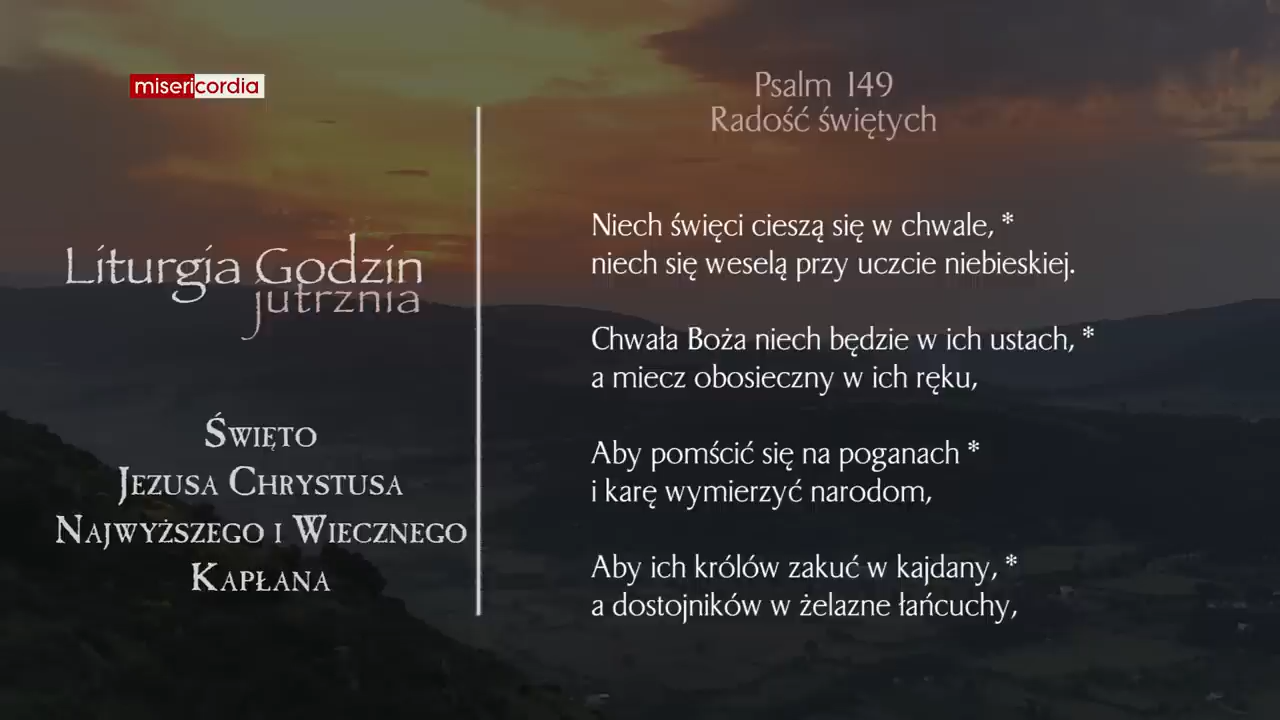 misericordia
Liturgia Godzin
jutrznia
Święto
Jezusa Chrystusa
Najwyższego i Wiecznego
Kapłana
Psalm 149
Radość świętych
Niech święci cieszą się w chwale, *
niech się weselą przy uczcie niebieskiej.
Chwała Boża niech będzie w ich ustach, *
a miecz obosieczny w ich ręku,
Aby pomścić się na poganach *
i karę wymierzyć narodom,
Aby ich królów zakuć w kajdany, *
a dostojników w żelazne łańcuchy,